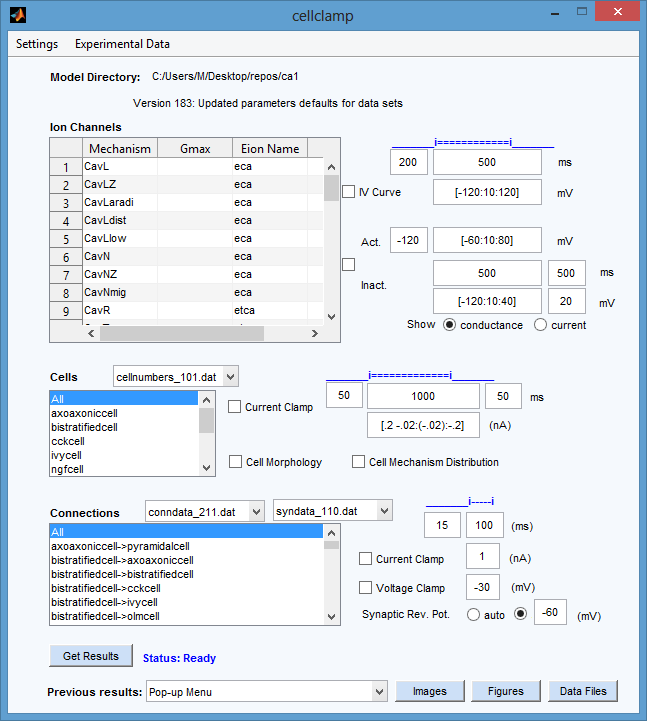 cellclamp
Settings Experimental Data
Model Directory: C:/Users/M/Desktop/repos/ca1
Version 183: Updated parameters defaults for data sets
Ion Channels
______i============i______
Mechanism Gmax Eion Name
1 CavL eca
2 CavLZ eca
3 CavLaradi eca
4 CavLdist eca
5 CavLlow eca
6 CavN eca
7 CavNZ eca
8 CavNmig eca
9 CavR etca
200 500 ms
IV Curve [-120:10:120] mV
Act. -120 [-60:10:80] mV
Inact. 500 500 ms
[-120:10:40] 20 mV
Show conductance current
Cells cellnumbers_101.dat
All
axoaxoniccell
bistratifiedcell
cckcell
ivycell
ngfcell
______i=============i______
50 1000 50 ms
Current Clamp [.2 -.02:(-.02):-.2] (nA)
Cell Morphology Cell Mechanism Distribution
Connections conndata_211.dat syndata_110.dat
All
axoaxoniccell->pyramidalcell
bistratifiedcell->axoaxoniccell
bistratifiedcell->bistratifiedcell
bistratifiedcell->cckcell
bistratifiedcell->ivycell
bistratifiedcell->olmcell
______i-----i
15 100 (ms)
Current Clamp 1 (nA)
Voltage Clamp -30 (mV)
Synaptic Rev. Pot. auto -60 (mV)
Get Results Status: Ready
Previous results: Pop-up Menu Images Figures Data Files